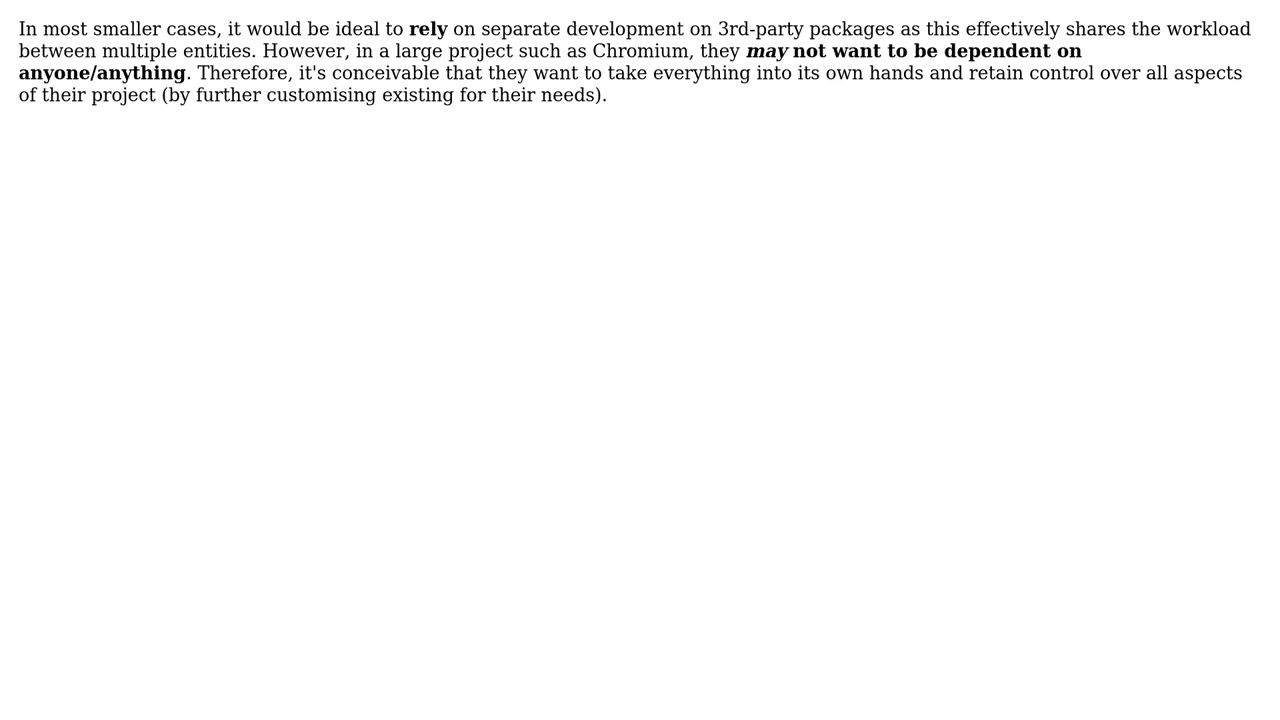 In most smaller cases, it would be ideal to rely on separate development on 3rd-party packages as this effectively shares the workload
between multiple entities. However, in a large project such as Chromium, they may not want to be dependent on
anyone/anything. Therefore, it's conceivable that they want to take everything into its own hands and retain control over all aspects
of their project (by further customising existing for their needs).